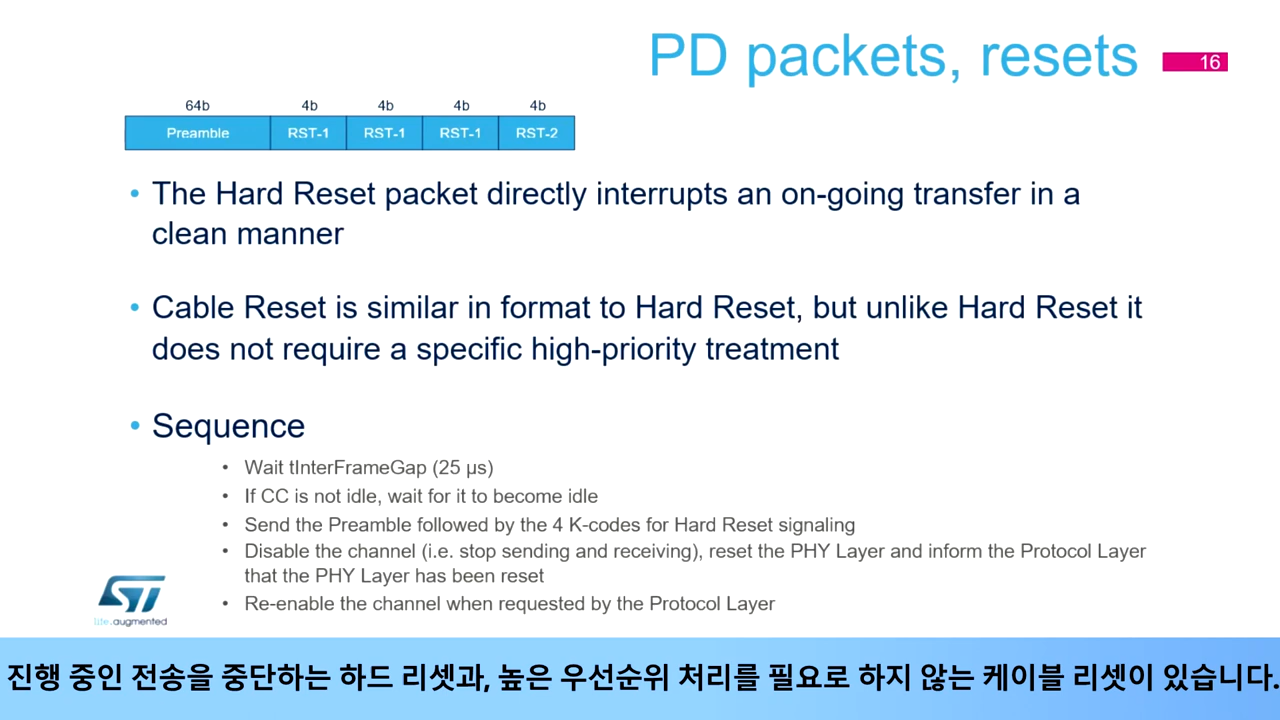 PD packets, resets
16
64b 4b 4b 4b 4b
Preamble RST-1 RST-1 RST-1 RST-2
• The Hard Reset packet directly interrupts an on-going transfer in a
clean manner
• Cable Reset is similar in format to Hard Reset, but unlike Hard Reset it
does not require a specific high-priority treatment
• Sequence
• Wait tInterFrameGap (25 µs)
• If CC is not idle, wait for it to become idle
• Send the Preamble followed by the 4 K-codes for Hard Reset signaling
• Disable the channel (i.e. stop sending and receiving), reset the PHY Layer and inform the Protocol Layer
that the PHY Layer has been reset
• Re-enable the channel when requested by the Protocol Layer
ST
life.augmented
진행 중인 전송을 중단하는 하드 리셋과, 높은 우선순위 처리를 필요로 하지 않는 케이블 리셋이 있습니다.